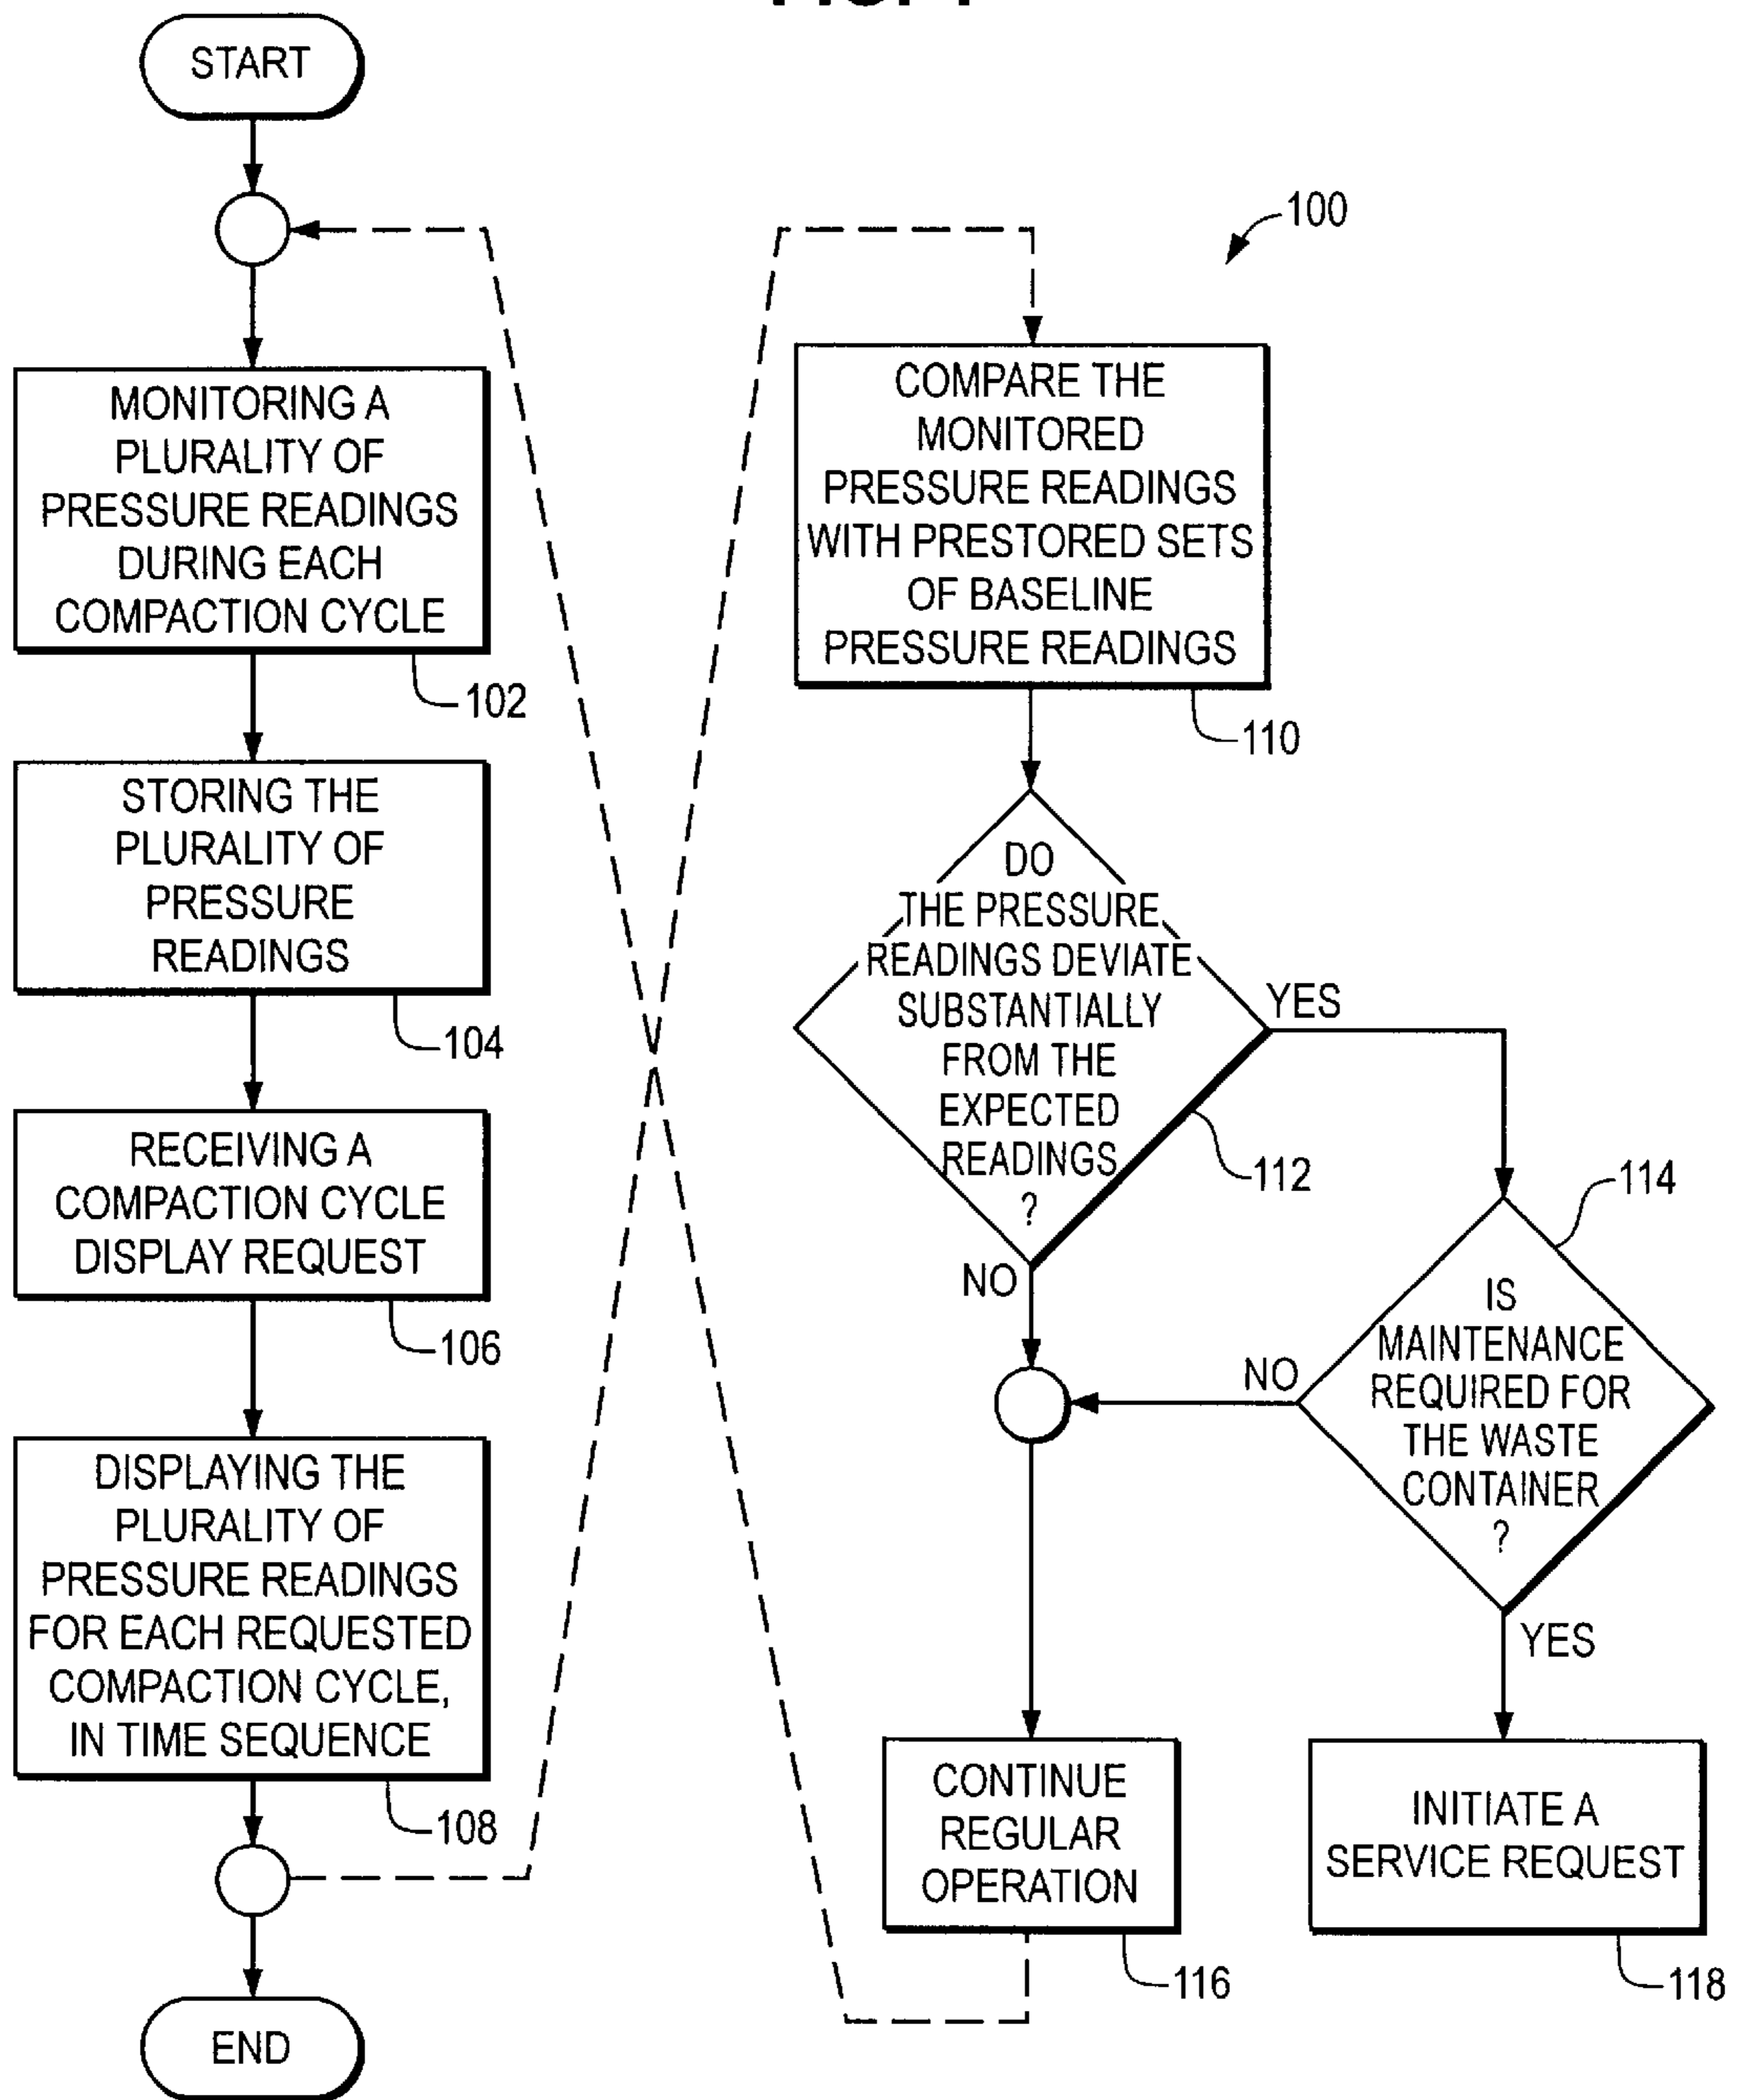 START
MONITORING A
PLURALITY OF
PRESSURE READINGS
DURING EACH
COMPACTION CYCLE
102
STORING THE
PLURALITY OF
PRESSURE
READINGS
104
RECEIVING A
COMPACTION CYCLE
DISPLAY REQUEST
106
DISPLAYING THE
PLURALITY OF
PRESSURE READINGS
FOR EACH REQUESTED
COMPACTION CYCLE,
IN TIME SEQUENCE
108
END
100
COMPARE THE
MONITORED
PRESSURE READINGS
WITH PRESTORED SETS
OF BASELINE
PRESSURE READINGS
110
DO
THE PRESSURE
READINGS DEVIATE
SUBSTANTIALLY
FROM THE
EXPECTED
READINGS
?
112
YES
NO
114
IS
MAINTENANCE
REQUIRED FOR
THE WASTE
CONTAINER
?
NO
YES
CONTINUE
REGULAR
OPERATION
116
INITIATE A
SERVICE REQUEST
118